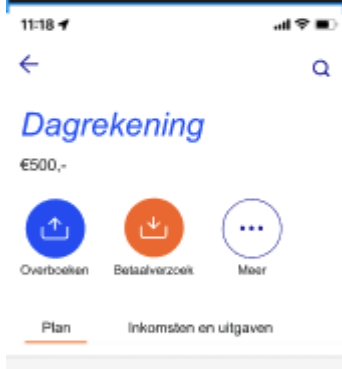 11:18
Dagrekening
€500,-
Overboeken Betaalverzoek Meer
Plan Inkomsten en uitgaven